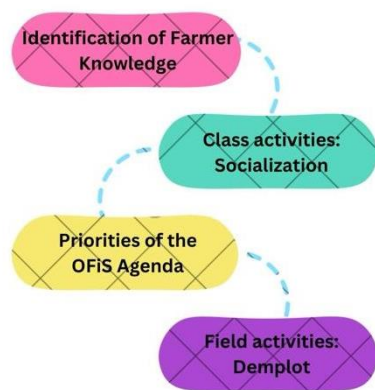 Identification of Farmer
Knowledge
Class activities:
Socialization
Priorities of the
OFiS Agenda
Field activities:
Demplot